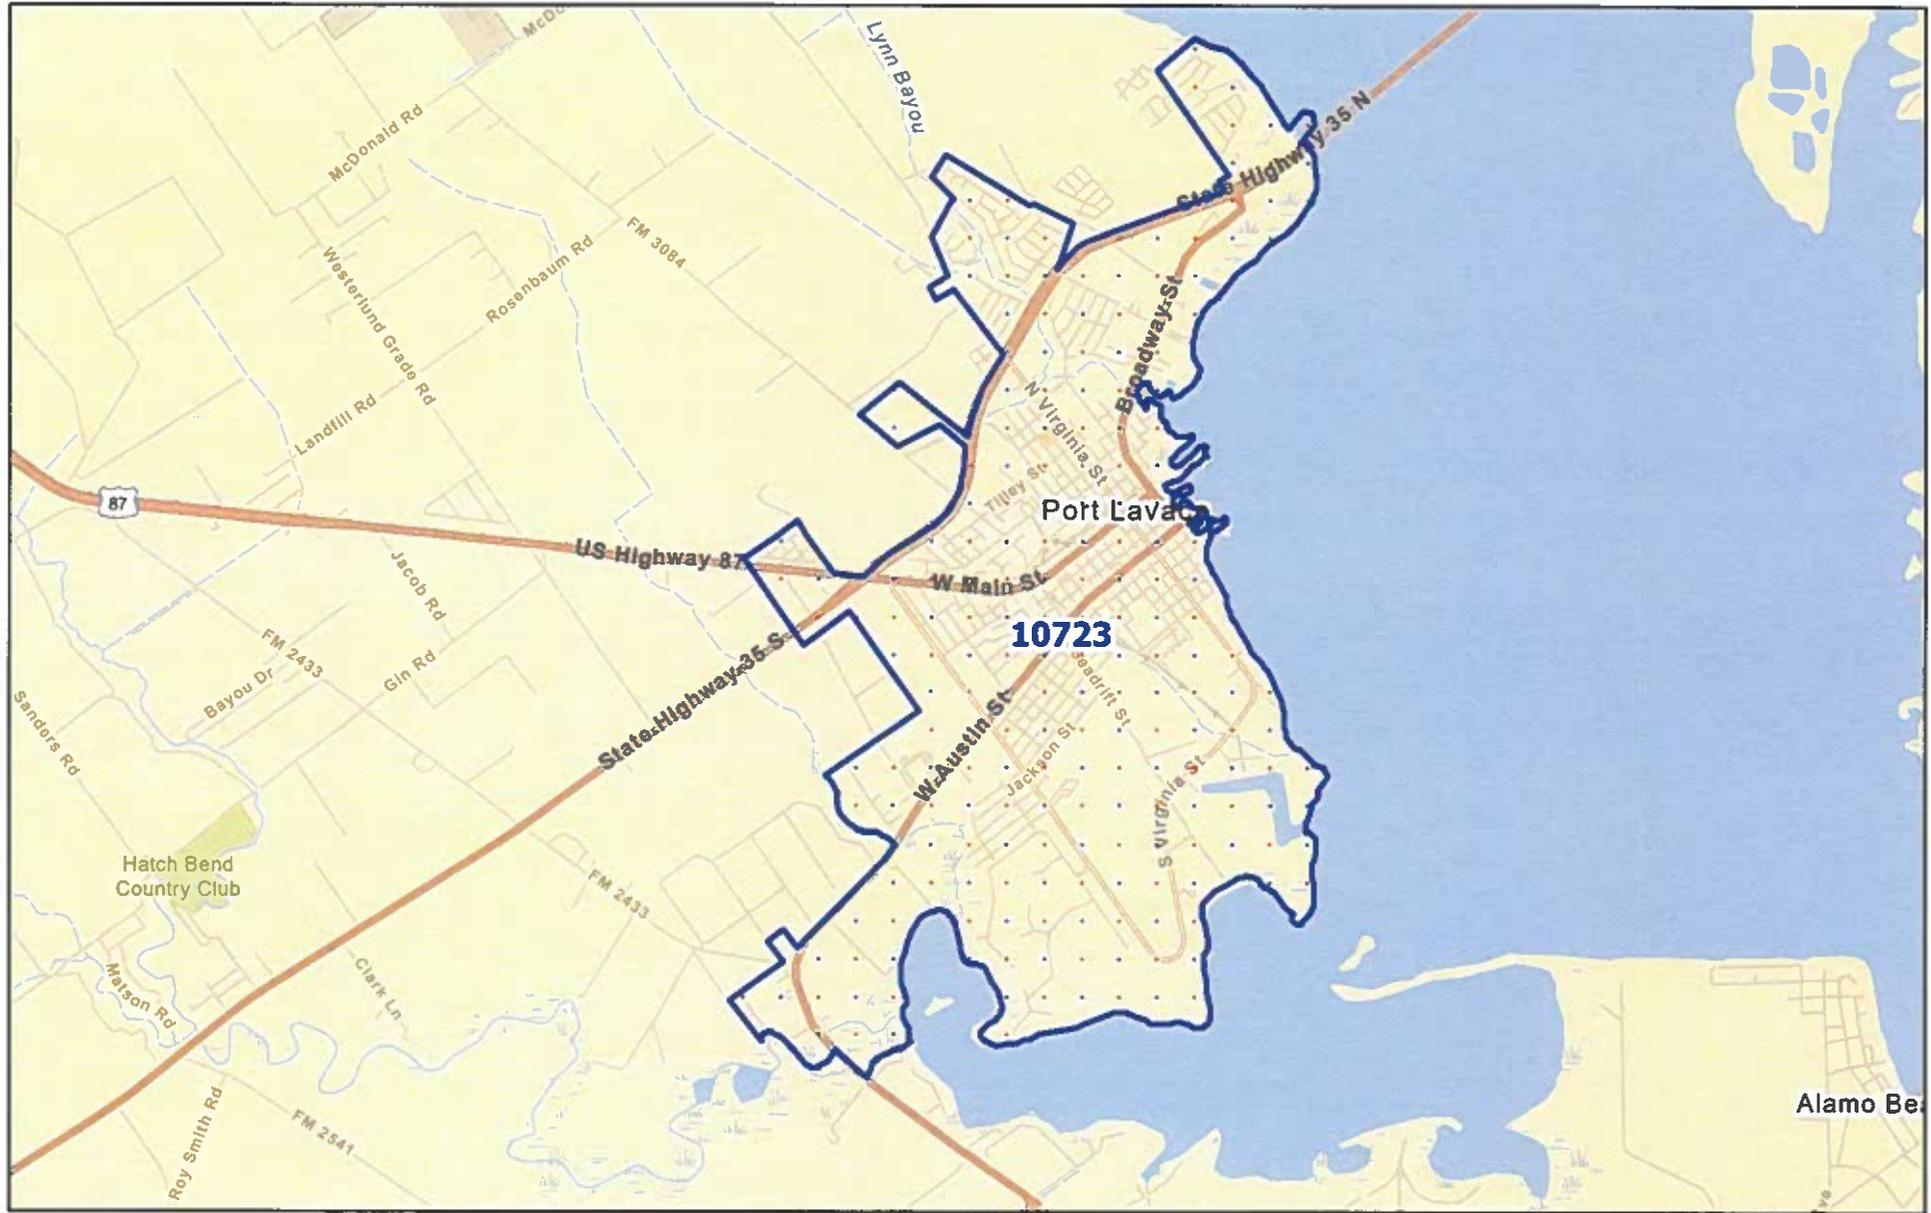 McDo
Lynn Bayou
State Highway 35 N
McDonald Rd
FM 3084
Westerlund Grade Rd
Rosenbaum Rd
Broadway St
N Virginia St
Landfill Rd
Tilley St
87
Port Lavaca
US Highway 87
W Main St
Jacob Rd
10723
FM 2433
Gin Rd
Bayou Dr
State Highway 35 S
Seadrift St
Sandors Rd
W Austin St
Jackson St
S Virginia St
Hatch Bend
Country Club
FM 2433
Clark Ln
Matson Rd
Alamo Be
Roy Smith Rd
FM 2541